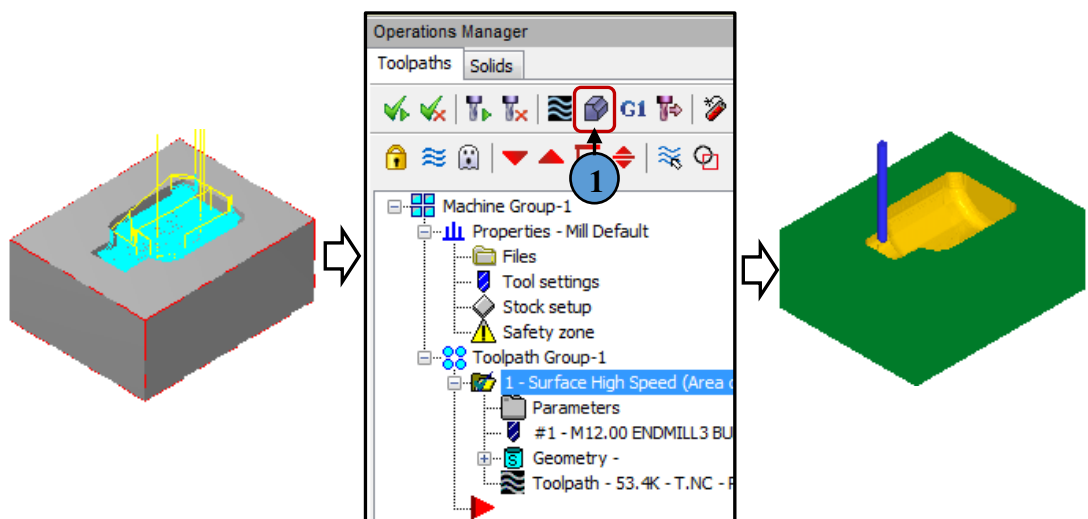 Operations Manager
Toolpaths Solids
G1
1
Machine Group-1
Properties - Mill Default
Files
Tool settings
Stock setup
Safety zone
Toolpath Group-1
1 - Surface High Speed (Area
Parameters
#1 - M12.00 ENDMILL3 BU
S Geometry -
Toolpath - 53.4K - T.NC -